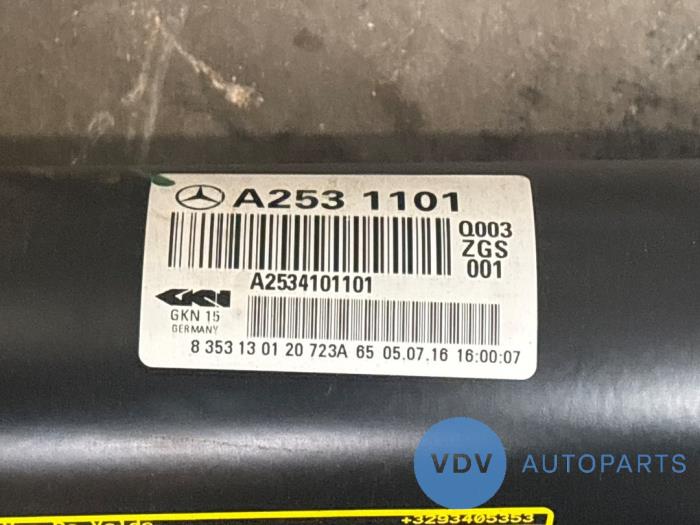 A253 1101
Q003
ZGS
001
A2534101101
GKN
GKN 15
GERMANY
8 353 13 01 20 723A 65 05.07.16 16:00:07
VDV AUTOPARTS
+3293405353